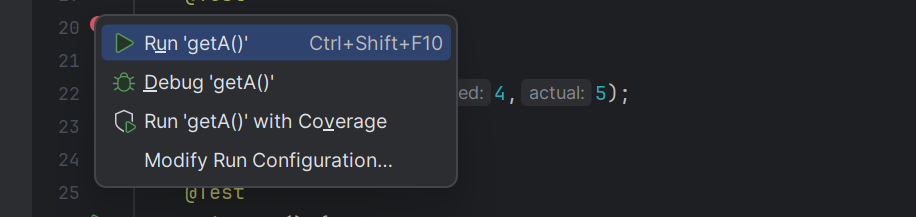 20
Run 'getA()' Ctrl+Shift+F10
21
Debug 'getA()'
22 ed: 4, actual: 5);
Run 'getA()' with Coverage
23
24 Modify Run Configuration...
25 @Test